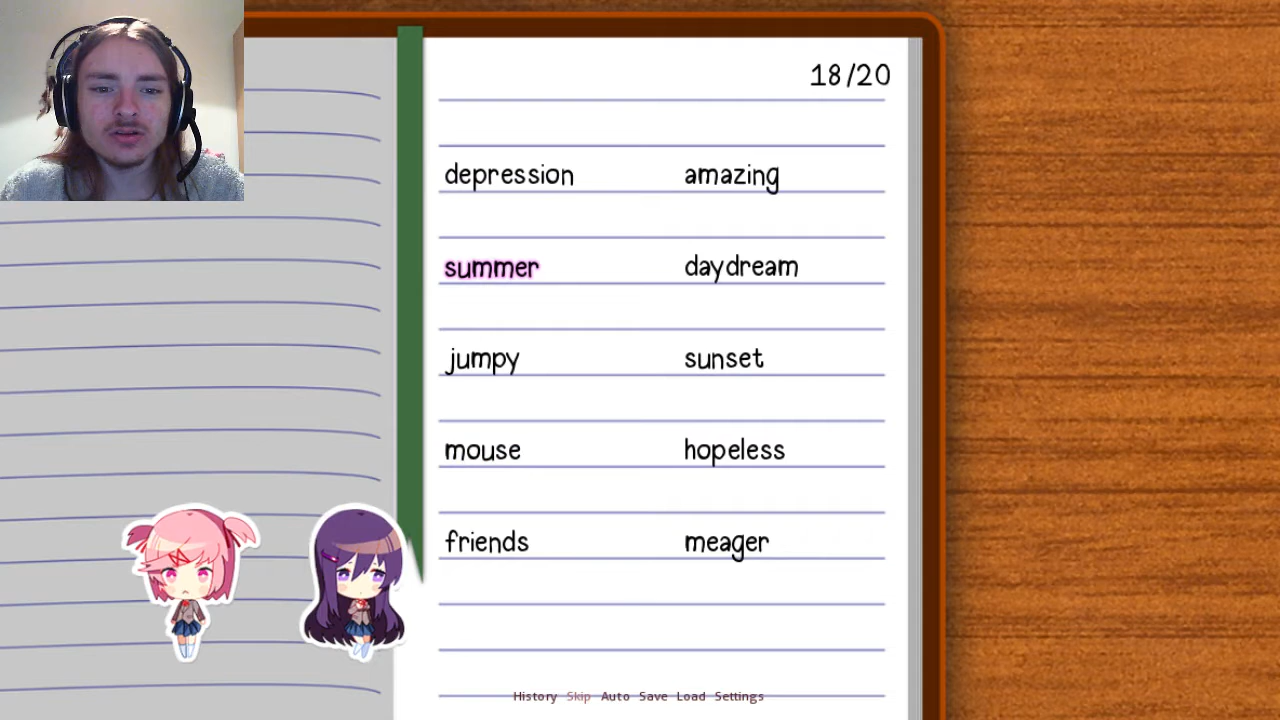 18/20
depression amazing
summer daydream
jumpy sunset
mouse hopeless
friends meager
History Skip Auto Save Load Settings